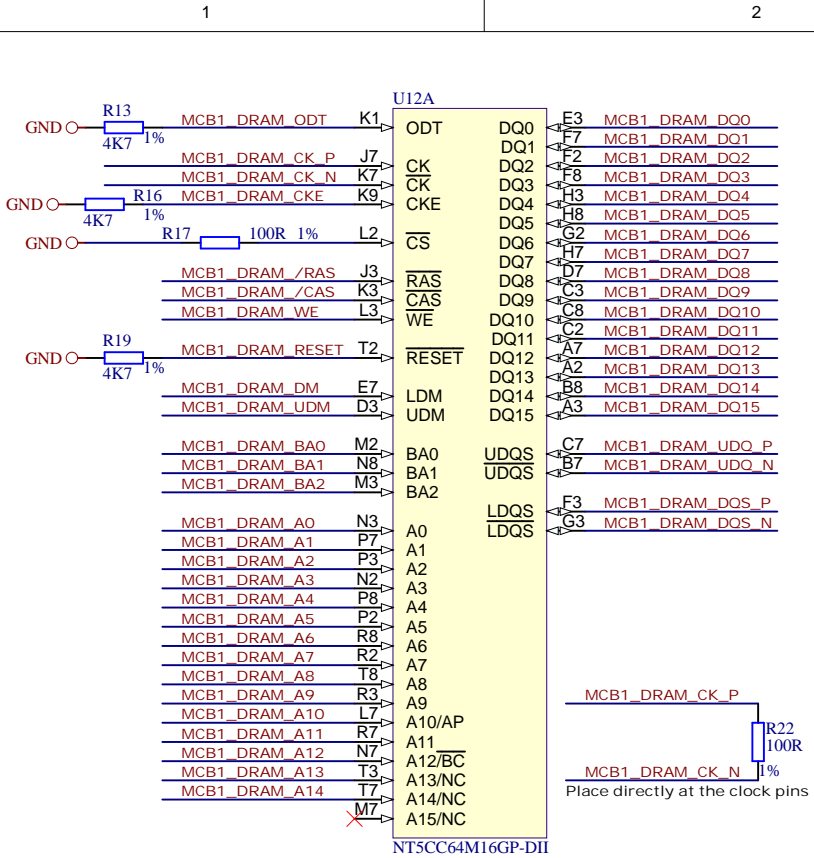 1 2
U12A
R13
GND 4K7 1% MCB1_DRAM_ODT K1 ODT DQ0 E3 MCB1_DRAM_DQ0
DQ1 F7 MCB1_DRAM_DQ1
MCB1_DRAM_CK_P J7 CK DQ2 F2 MCB1_DRAM_DQ2
MCB1_DRAM_CK_N K7 CK DQ3 F8 MCB1_DRAM_DQ3
GND R16 4K7 1% MCB1_DRAM_CKE K9 CKE DQ4 H3 MCB1_DRAM_DQ4
DQ5 H8 MCB1_DRAM_DQ5
GND R17 100R 1% L2 CS DQ6 G2 MCB1_DRAM_DQ6
DQ7 H7 MCB1_DRAM_DQ7
MCB1_DRAM_/RAS J3 RAS DQ8 D7 MCB1_DRAM_DQ8
MCB1_DRAM_/CAS K3 CAS DQ9 C3 MCB1_DRAM_DQ9
MCB1_DRAM_WE L3 WE DQ10 C8 MCB1_DRAM_DQ10
DQ11 C2 MCB1_DRAM_DQ11
GND R19 4K7 1% MCB1_DRAM_RESET T2 RESET DQ12 A7 MCB1_DRAM_DQ12
DQ13 A2 MCB1_DRAM_DQ13
MCB1_DRAM_DM E7 LDM DQ14 B8 MCB1_DRAM_DQ14
MCB1_DRAM_UDM D3 UDM DQ15 A3 MCB1_DRAM_DQ15
MCB1_DRAM_BA0 M2 BA0 UDQS C7 MCB1_DRAM_UDQ_P
MCB1_DRAM_BA1 N8 BA1 UDQS B7 MCB1_DRAM_UDQ_N
MCB1_DRAM_BA2 M3 BA2
LDQS F3 MCB1_DRAM_DQS_P
MCB1_DRAM_A0 N3 A0 LDQS G3 MCB1_DRAM_DQS_N
MCB1_DRAM_A1 P7 A1
MCB1_DRAM_A2 P3 A2
MCB1_DRAM_A3 N2 A3
MCB1_DRAM_A4 P8 A4
MCB1_DRAM_A5 P2 A5
MCB1_DRAM_A6 R8 A6
MCB1_DRAM_A7 R2 A7
MCB1_DRAM_A8 T8 A8
MCB1_DRAM_A9 R3 A9
MCB1_DRAM_A10 L7 A10/AP
MCB1_DRAM_A11 R7 A11
MCB1_DRAM_A12 N7 A12/BC
MCB1_DRAM_A13 T3 A13/NC
MCB1_DRAM_A14 T7 A14/NC
M7 A15/NC
NT5CC64M16GP-DII
MCB1_DRAM_CK_P
R22
100R
MCB1_DRAM_CK_N 1%
Place directly at the clock pins